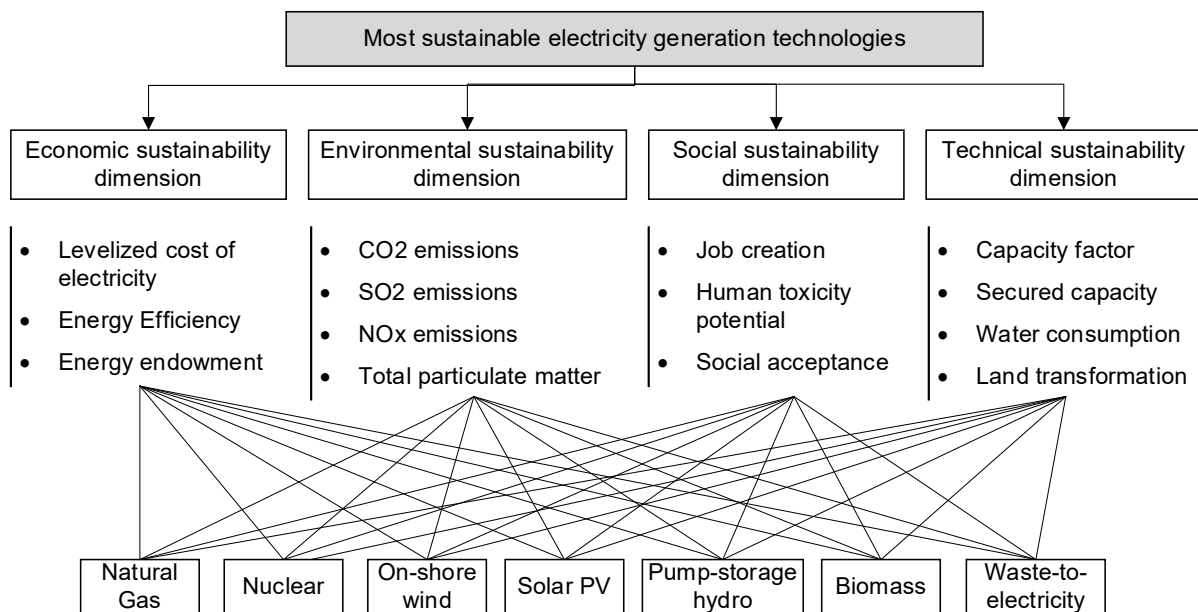 Most sustainable electricity generation technologies
Economic sustainability
dimension
Environmental sustainability
dimension
Social sustainability
dimension
Technical sustainability
dimension
• Levelized cost of
electricity
• Energy Efficiency
• Energy endowment
• CO2 emissions
• SO2 emissions
• NOx emissions
• Total particulate matter
• Job creation
• Human toxicity
potential
• Social acceptance
• Capacity factor
• Secured capacity
• Water consumption
• Land transformation
Natural
Gas
Nuclear
On-shore
wind
Solar PV
Pump-storage
hydro
Biomass
Waste-to-
electricity